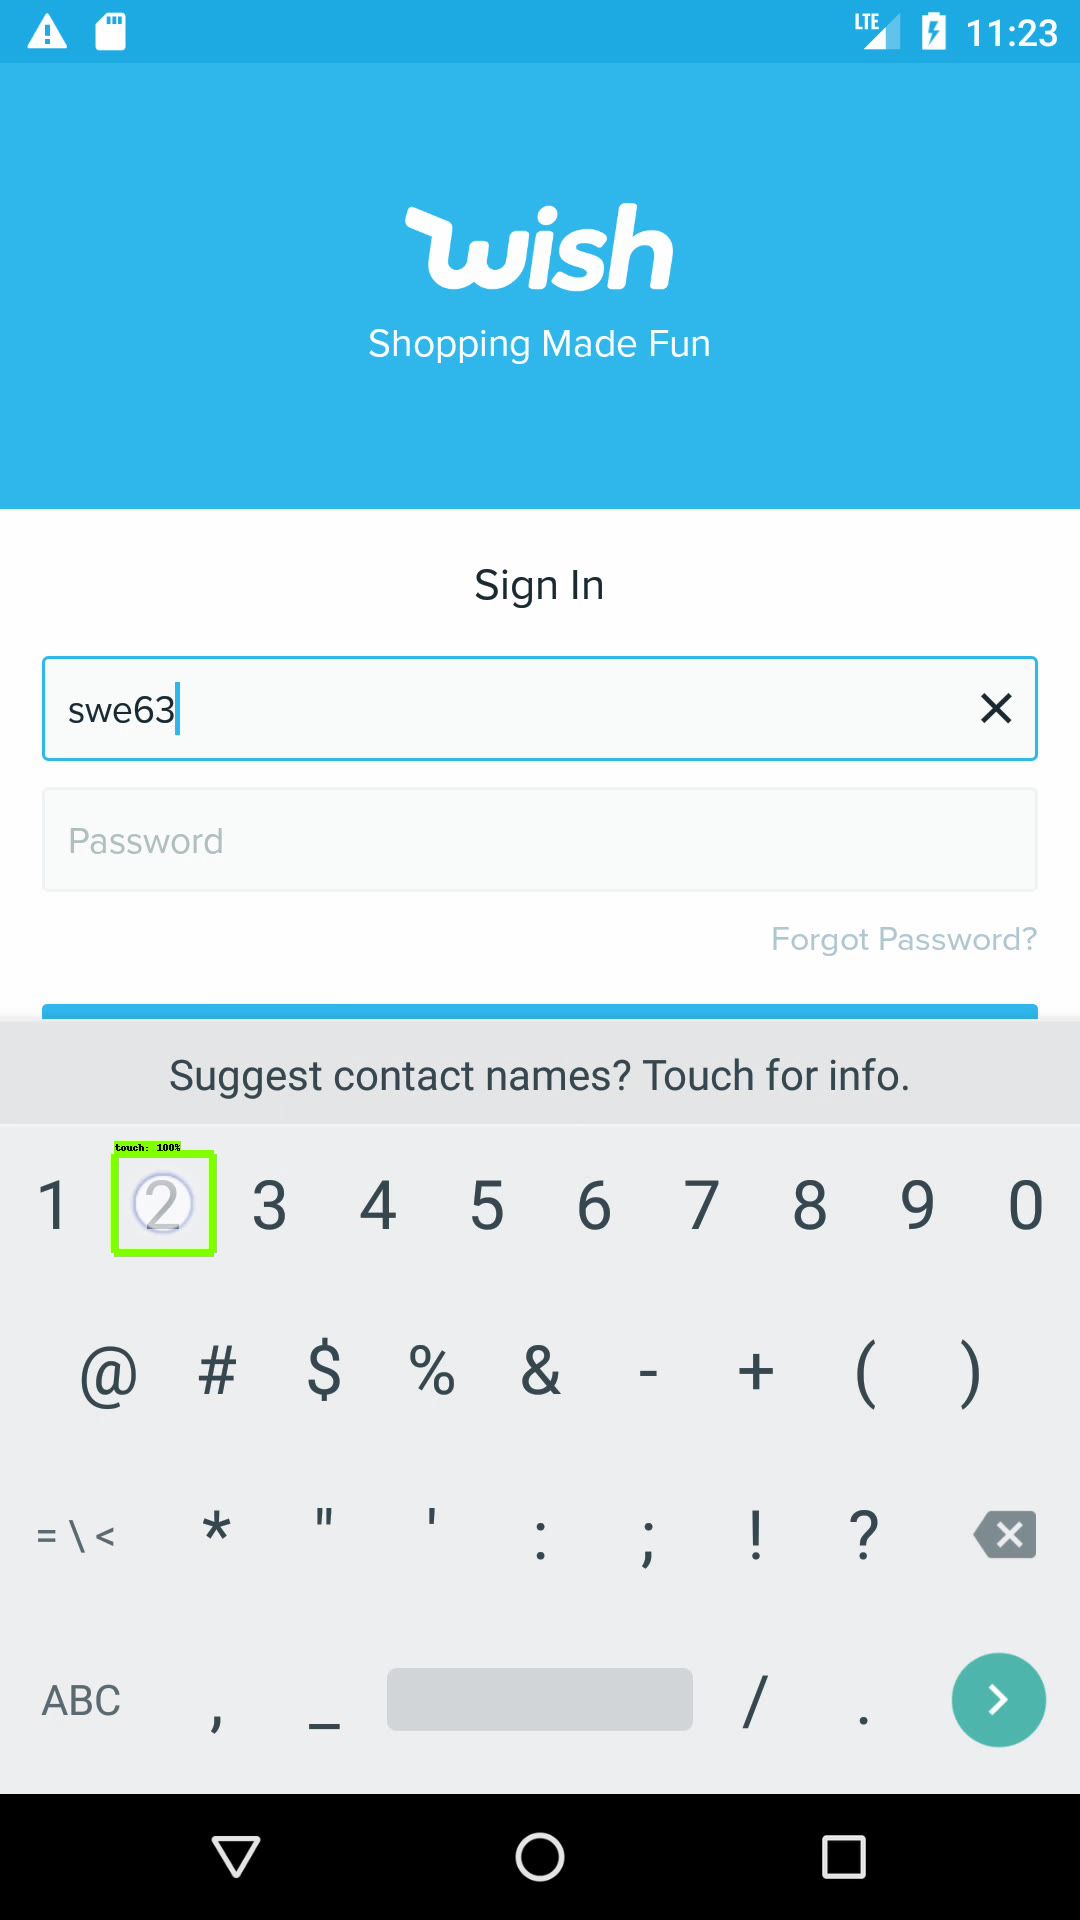 LTE 11:23
wish
Shopping Made Fun
Sign In
swe63
Password
Forgot Password?
Suggest contact names? Touch for info.
touch: 100%
1 2 3 4 5 6 7 8 9 0
@ # $ % & - + ( )
= \ < * " ' : ; ! ?
ABC , _ / .